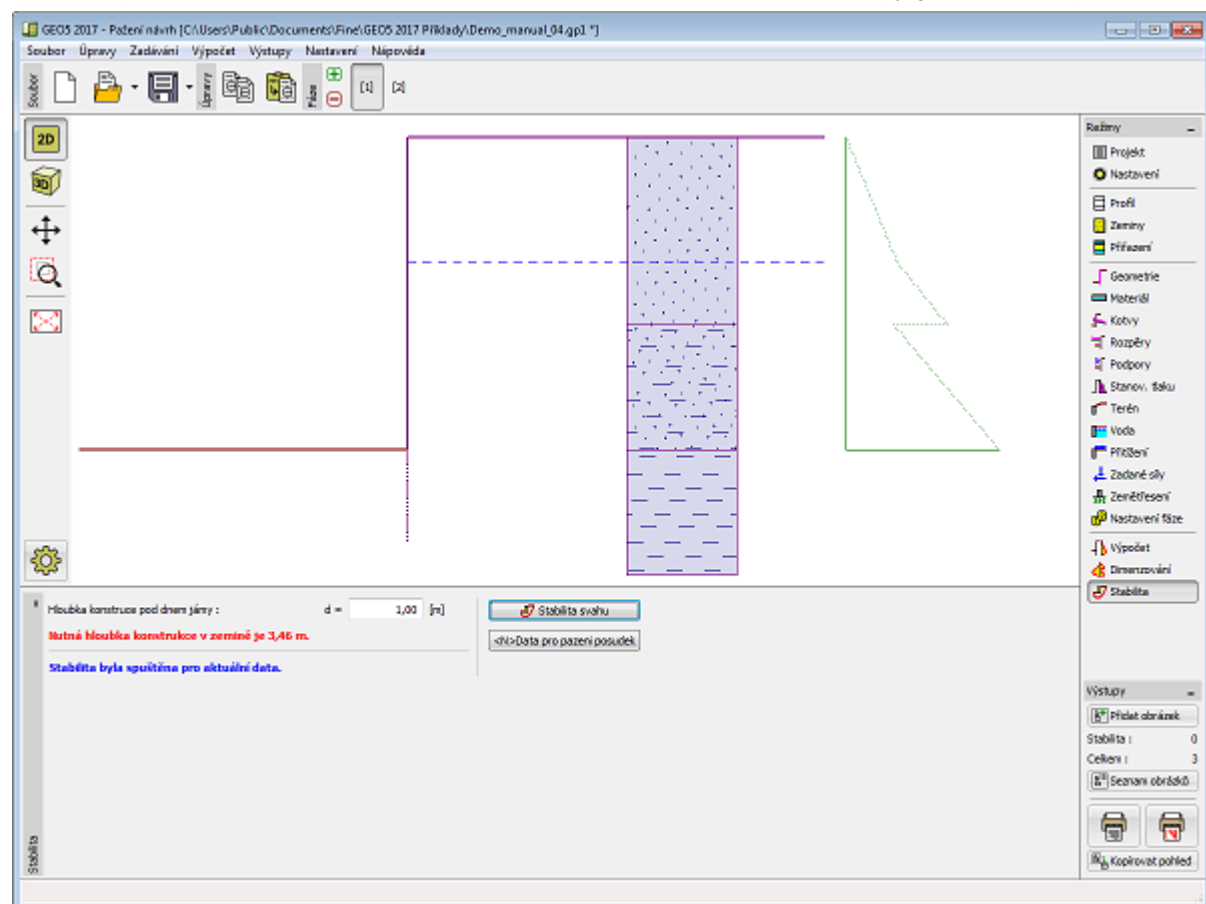 GEO5 2017 - Pažení návrh [C:\Users\Public\Documents\Fine\GEO5 2017 Příklady\Demo_manual_04.gp1 *]
Soubor Úpravy Zadávání Výpočet Výstupy Nastavení Nápověda
Soubor
Úpravy
Fáze
[1] [2]
2D
3D
Režimy
Projekt
Nastavení
Profil
Zeminy
Přiřazení
Geometrie
Materiál
Kotvy
Rozpěry
Podpory
Stanov. tlaku
Terén
Voda
Přitížení
Zadané síly
Zemětřesení
Nastavení fáze
Výpočet
Dimenzování
Stabilita
Hloubka konstruce pod dnem jámy : d = 1,00 [m]
Stabilita svahu
Nutná hloubka konstrukce v zemině je 3,46 m.
<N>Data pro pazeni posudek
Stabilita byla spuštěna pro aktuální data.
Stabilita
Výstupy
Přidat obrázek
Stabilita : 0
Celkem : 3
Seznam obrázků
Kopírovat pohled